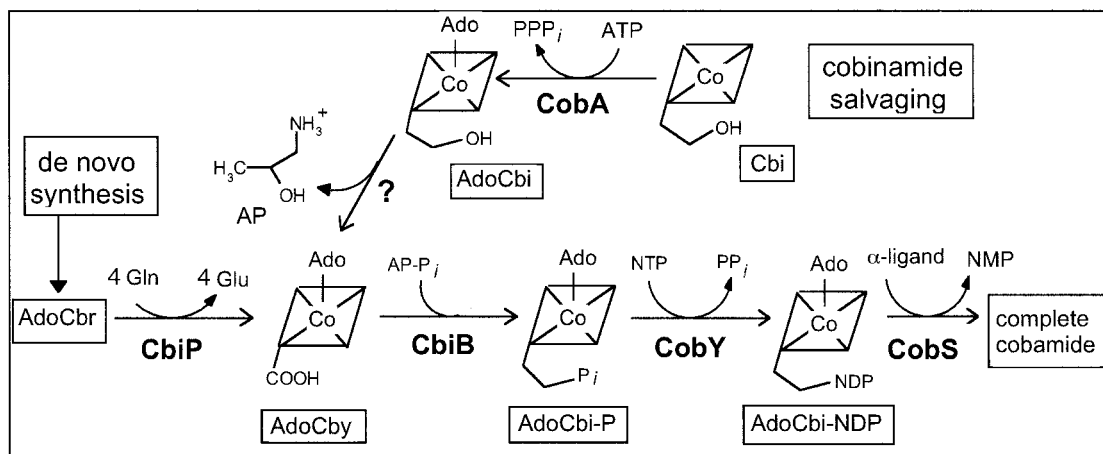 Ado
Co
OH
AdoCbi
PPPi
ATP
CobA
Co
OH
Cbi
cobinamide
salvaging
de novo
synthesis
NH3+
H3C
OH
AP
?
AdoCbr
4 Gln
4 Glu
CbiP
Ado
Co
COOH
AdoCby
AP-Pi
CbiB
Ado
Co
Pi
AdoCbi-P
NTP
PPi
CobY
Ado
Co
NDP
AdoCbi-NDP
α-ligand
NMP
CobS
complete
cobamide